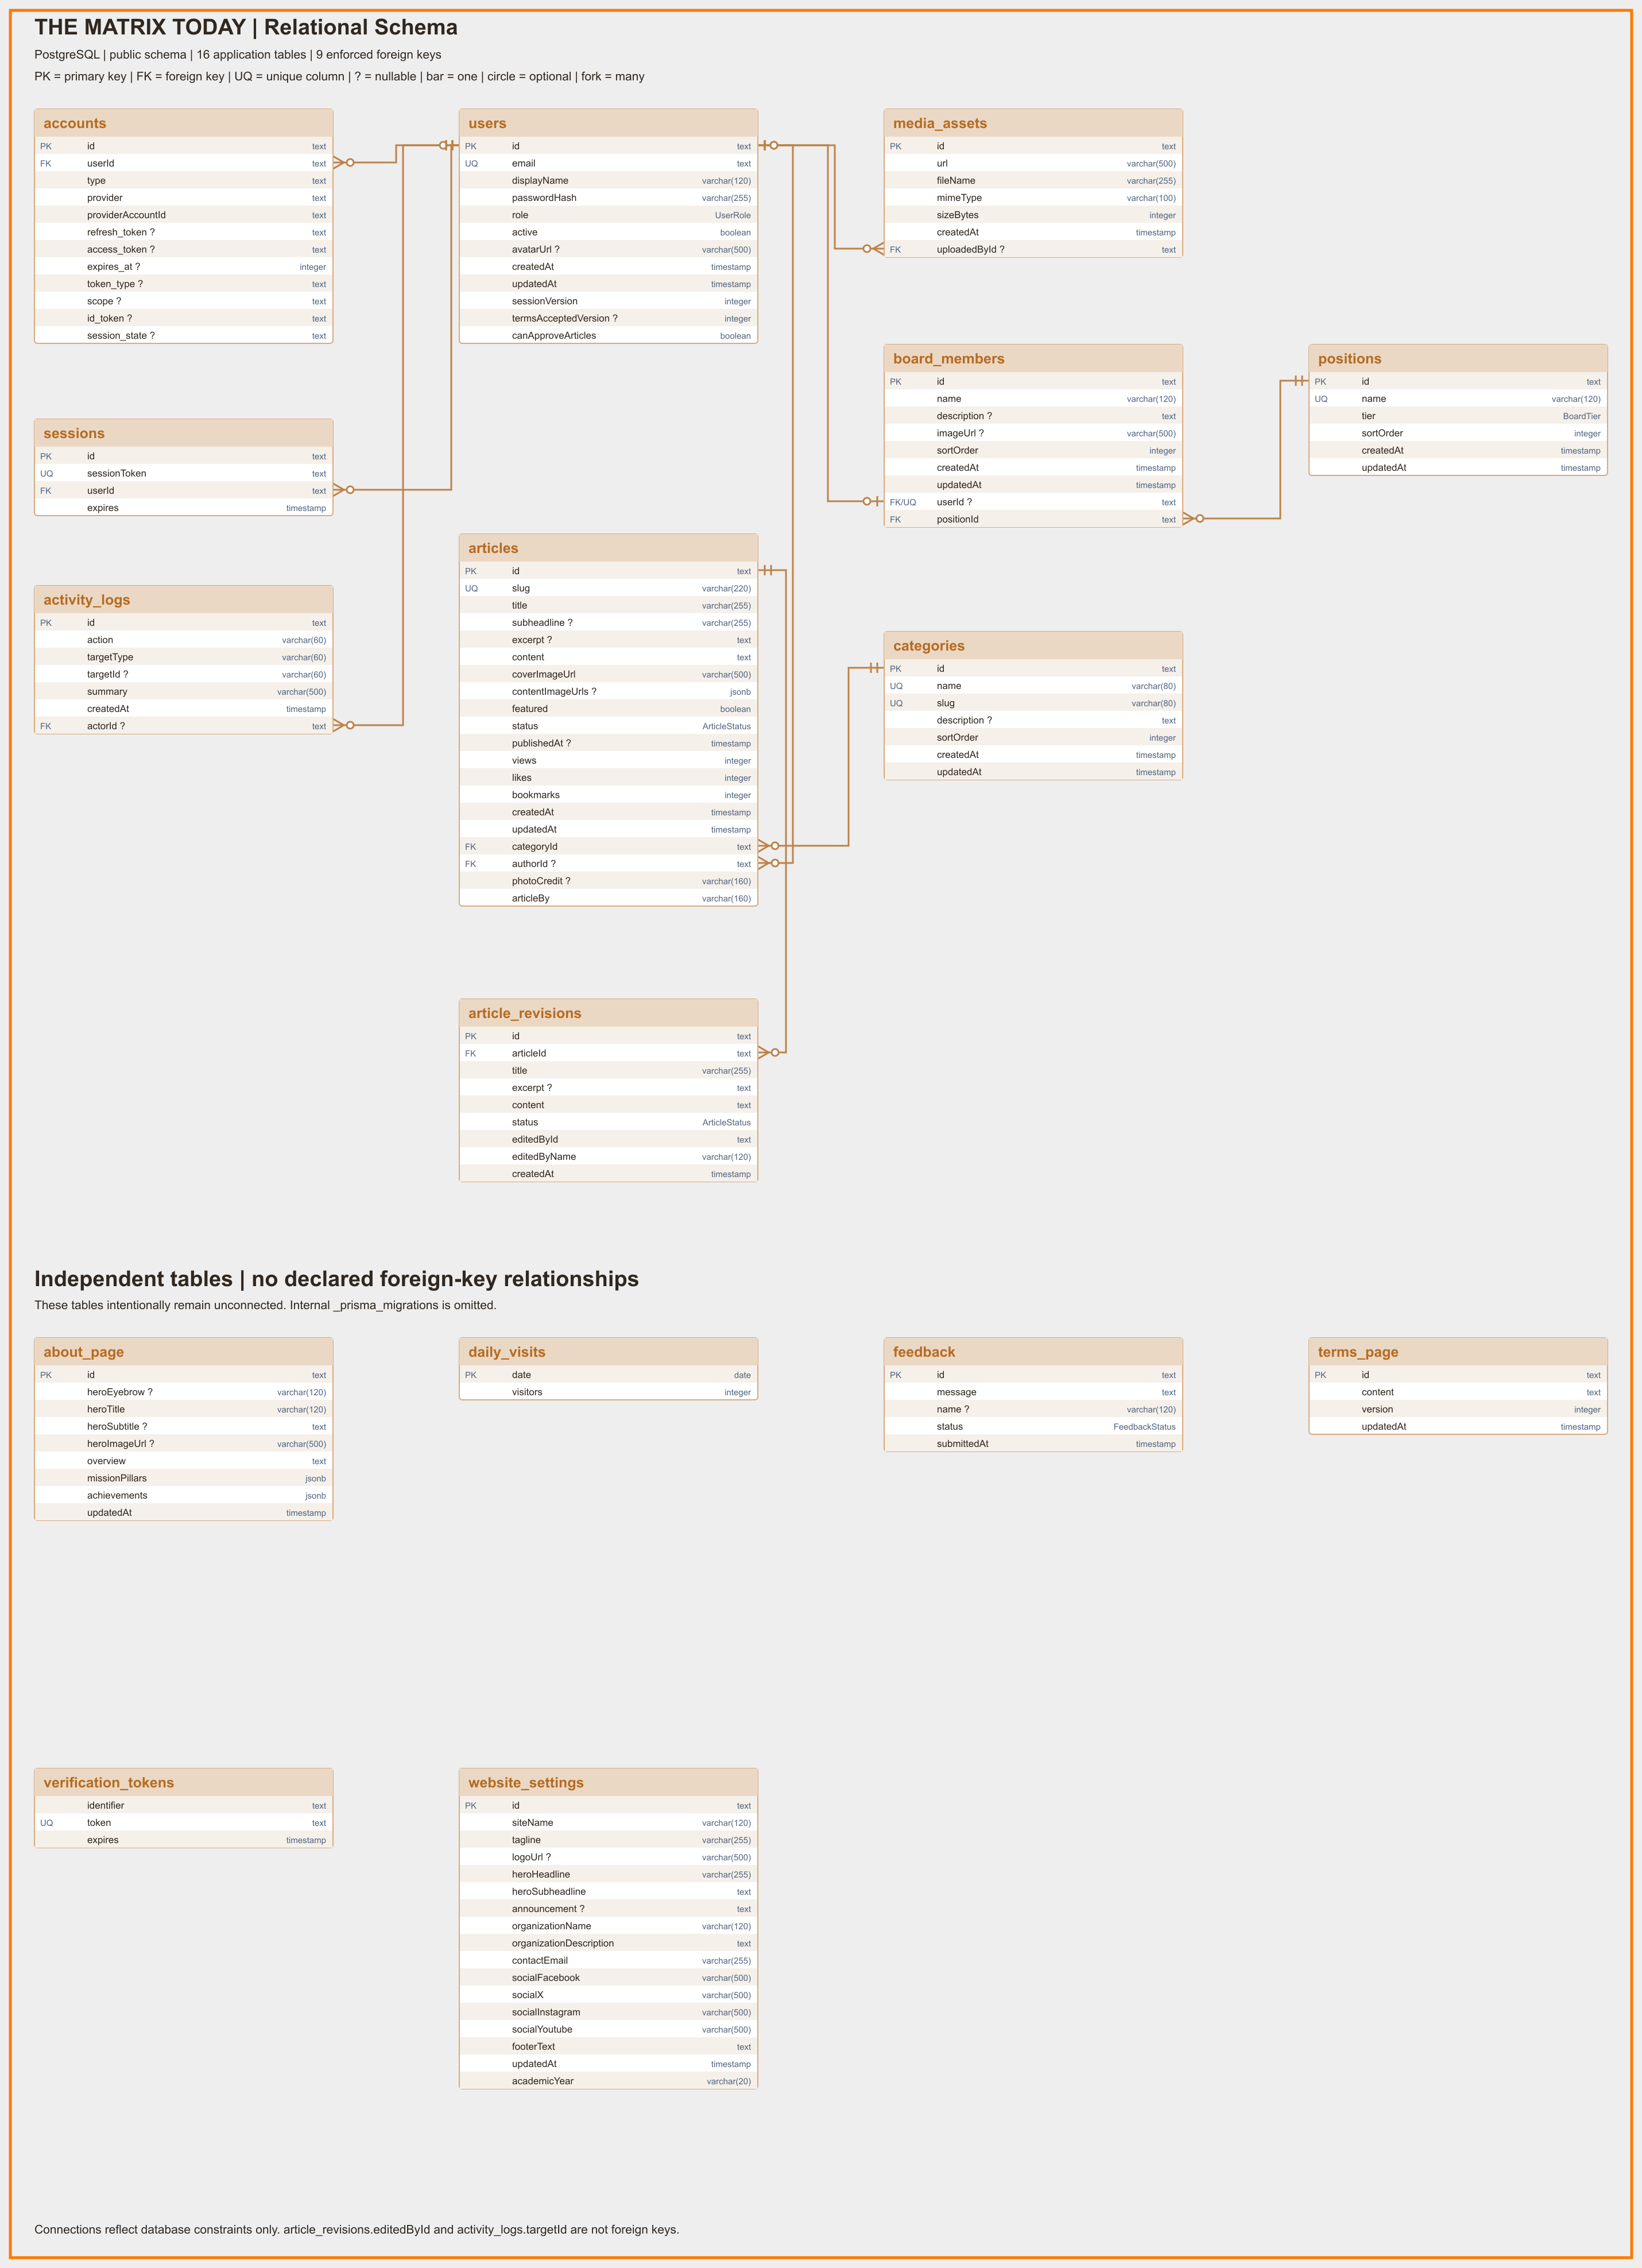 THE MATRIX TODAY | Relational Schema
PostgreSQL | public schema | 16 application tables | 9 enforced foreign keys
PK = primary key | FK = foreign key | UQ = unique column | ? = nullable | bar = one | circle = optional | fork = many
accounts
PK id text
FK userId text
type text
provider text
providerAccountId text
refresh_token ? text
access_token ? text
expires_at ? integer
token_type ? text
scope ? text
id_token ? text
session_state ? text
users
PK id text
UQ email text
displayName varchar(120)
passwordHash varchar(255)
role UserRole
active boolean
avatarUrl ? varchar(500)
createdAt timestamp
updatedAt timestamp
sessionVersion integer
termsAcceptedVersion ? integer
canApproveArticles boolean
media_assets
PK id text
url varchar(500)
fileName varchar(255)
mimeType varchar(100)
sizeBytes integer
createdAt timestamp
FK uploadedById ? text
board_members
PK id text
name varchar(120)
description ? text
imageUrl ? varchar(500)
sortOrder integer
createdAt timestamp
updatedAt timestamp
FK/UQ userId ? text
FK positionId text
positions
PK id text
UQ name varchar(120)
tier BoardTier
sortOrder integer
createdAt timestamp
updatedAt timestamp
sessions
PK id text
UQ sessionToken text
FK userId text
expires timestamp
articles
PK id text
UQ slug varchar(220)
title varchar(255)
subheadline ? varchar(255)
excerpt ? text
content text
coverImageUrl varchar(500)
contentImageUrls ? jsonb
featured boolean
status ArticleStatus
publishedAt ? timestamp
views integer
likes integer
bookmarks integer
createdAt timestamp
updatedAt timestamp
FK categoryId text
FK authorId ? text
photoCredit ? varchar(160)
articleBy varchar(160)
activity_logs
PK id text
action varchar(60)
targetType varchar(60)
targetId ? varchar(60)
summary varchar(500)
createdAt timestamp
FK actorId ? text
categories
PK id text
UQ name varchar(80)
UQ slug varchar(80)
description ? text
sortOrder integer
createdAt timestamp
updatedAt timestamp
article_revisions
PK id text
FK articleId text
title varchar(255)
excerpt ? text
content text
status ArticleStatus
editedById text
editedByName varchar(120)
createdAt timestamp
Independent tables | no declared foreign-key relationships
These tables intentionally remain unconnected. Internal _prisma_migrations is omitted.
about_page
PK id text
heroEyebrow ? varchar(120)
heroTitle varchar(120)
heroSubtitle ? text
heroImageUrl ? varchar(500)
overview text
missionPillars jsonb
achievements jsonb
updatedAt timestamp
daily_visits
PK date date
visitors integer
feedback
PK id text
message text
name ? varchar(120)
status FeedbackStatus
submittedAt timestamp
terms_page
PK id text
content text
version integer
updatedAt timestamp
verification_tokens
identifier text
UQ token text
expires timestamp
website_settings
PK id text
siteName varchar(120)
tagline varchar(255)
logoUrl ? varchar(500)
heroHeadline varchar(255)
heroSubheadline text
announcement ? text
organizationName varchar(120)
organizationDescription text
contactEmail varchar(255)
socialFacebook varchar(500)
socialX varchar(500)
socialInstagram varchar(500)
socialYoutube varchar(500)
footerText text
updatedAt timestamp
academicYear varchar(20)
Connections reflect database constraints only. article_revisions.editedById and activity_logs.targetId are not foreign keys.